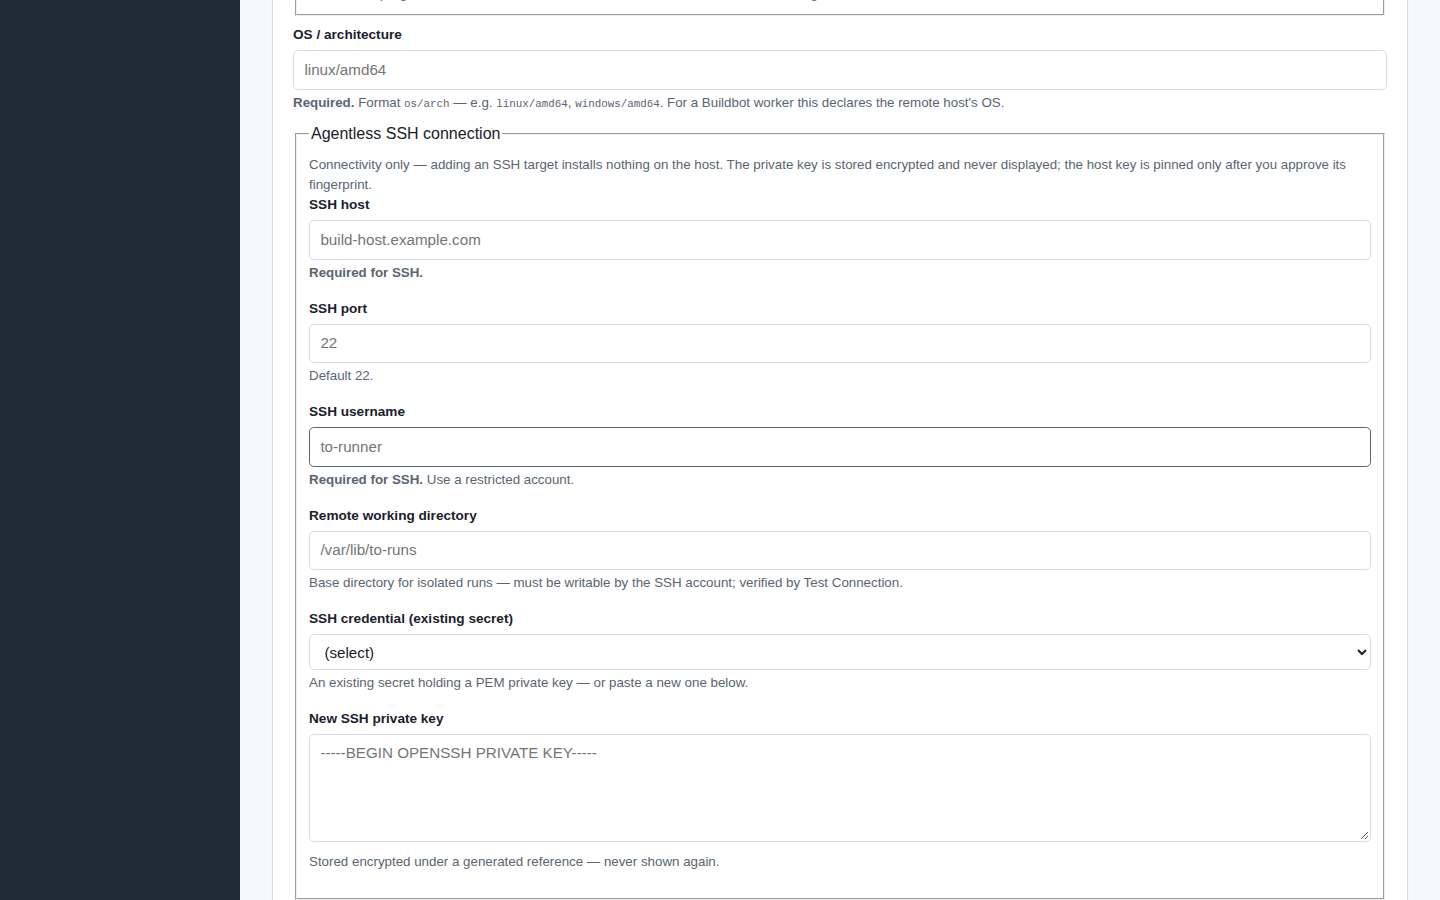 OS / architecture
linux/amd64
Required. Format os/arch — e.g. linux/amd64, windows/amd64. For a Buildbot worker this declares the remote host's OS.
Agentless SSH connection
Connectivity only — adding an SSH target installs nothing on the host. The private key is stored encrypted and never displayed; the host key is pinned only after you approve its
fingerprint.
SSH host
build-host.example.com
Required for SSH.
SSH port
22
Default 22.
SSH username
to-runner
Required for SSH. Use a restricted account.
Remote working directory
/var/lib/to-runs
Base directory for isolated runs — must be writable by the SSH account; verified by Test Connection.
SSH credential (existing secret)
(select)
An existing secret holding a PEM private key — or paste a new one below.
New SSH private key
-----BEGIN OPENSSH PRIVATE KEY-----
Stored encrypted under a generated reference — never shown again.